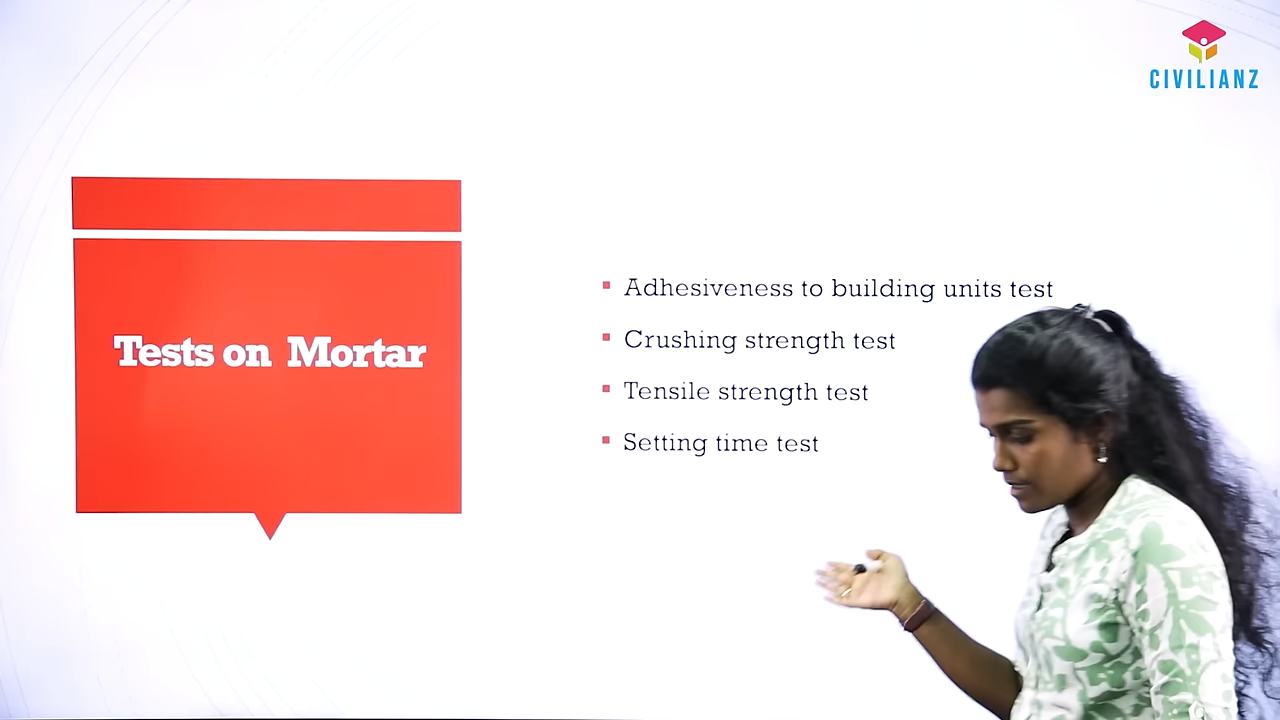 CIVILIANZ
Tests on Mortar
Adhesiveness to building units test
Crushing strength test
Tensile strength test
Setting time test